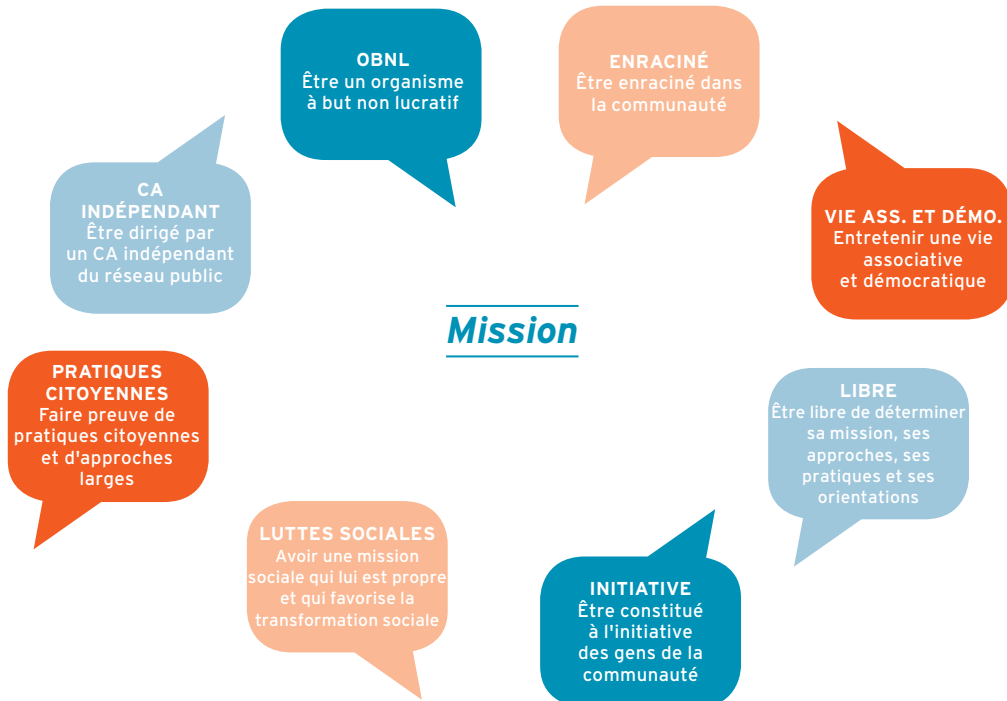 OBNL
Être un organisme
à but non lucratif
ENRACINÉ
Être enraciné dans
la communauté
CA
INDÉPENDANT
Être dirigé par
un CA indépendant
du réseau public
VIE ASS. ET DÉMO.
Entretenir une vie
associative
et démocratique
Mission
PRATIQUES
CITOYENNES
Faire preuve de
pratiques citoyennes
et d'approches
larges
LIBRE
Être libre de déterminer
sa mission, ses
approches, ses
pratiques et ses
orientations
LUTTES SOCIALES
Avoir une mission
sociale qui lui est propre
et qui favorise la
transformation sociale
INITIATIVE
Être constitué
à l'initiative
des gens de la
communauté